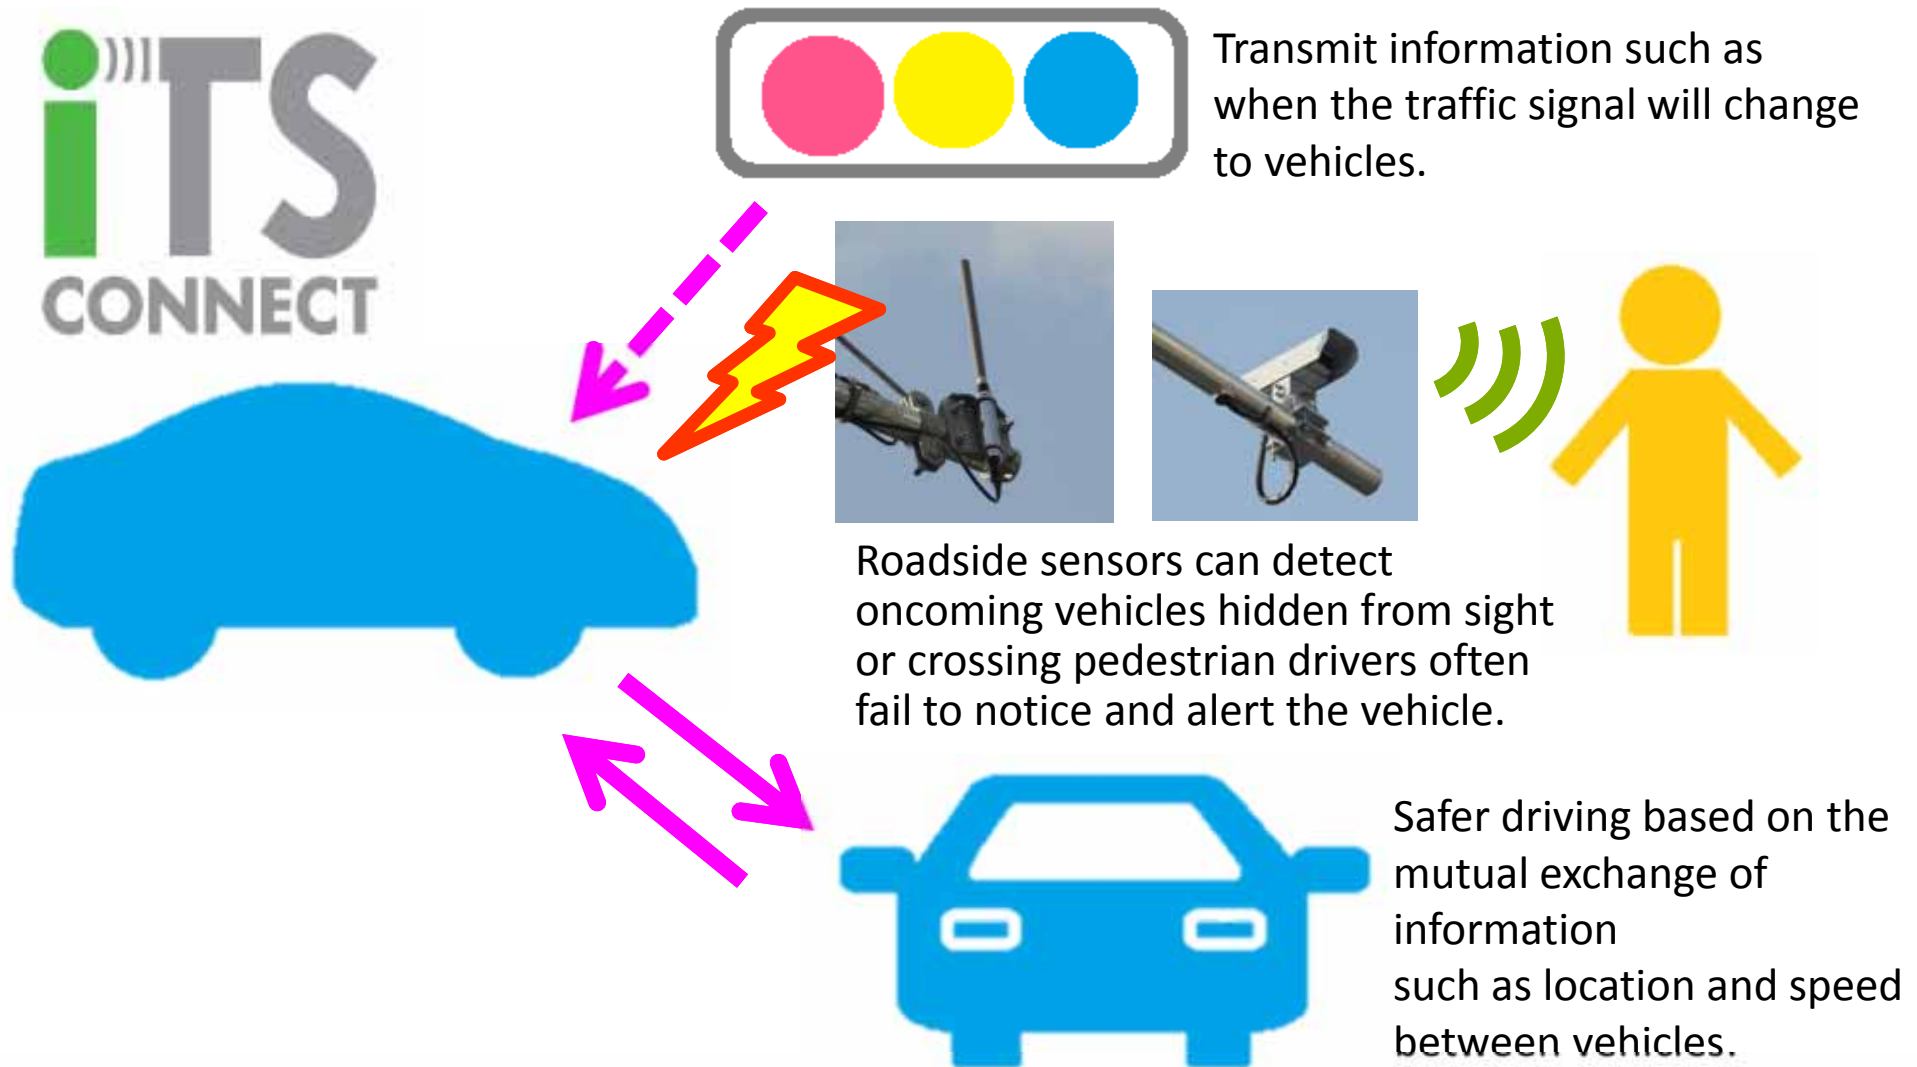 iTS
CONNECT
Transmit information such as
when the traffic signal will change
to vehicles.
Roadside sensors can detect
oncoming vehicles hidden from sight
or crossing pedestrian drivers often
fail to notice and alert the vehicle.
Safer driving based on the
mutual exchange of
information
such as location and speed
between vehicles.